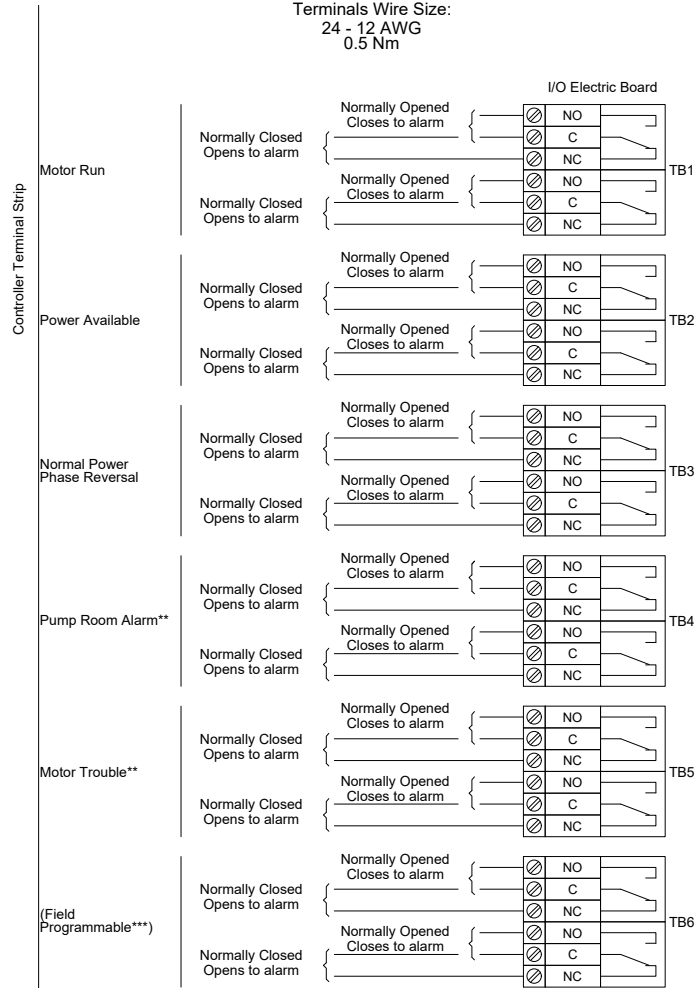 Terminals Wire Size:
24 - 12 AWG
0.5 Nm
I/O Electric Board
Controller Terminal Strip
Motor Run
Normally Opened
Closes to alarm
Normally Closed
Opens to alarm
NO
C
NC
Normally Opened
Closes to alarm
Normally Closed
Opens to alarm
NO
C
NC
TB1
Power Available
Normally Opened
Closes to alarm
Normally Closed
Opens to alarm
NO
C
NC
Normally Opened
Closes to alarm
Normally Closed
Opens to alarm
NO
C
NC
TB2
Normal Power
Phase Reversal
Normally Opened
Closes to alarm
Normally Closed
Opens to alarm
NO
C
NC
Normally Opened
Closes to alarm
Normally Closed
Opens to alarm
NO
C
NC
TB3
Pump Room Alarm**
Normally Opened
Closes to alarm
Normally Closed
Opens to alarm
NO
C
NC
Normally Opened
Closes to alarm
Normally Closed
Opens to alarm
NO
C
NC
TB4
Motor Trouble**
Normally Opened
Closes to alarm
Normally Closed
Opens to alarm
NO
C
NC
Normally Opened
Closes to alarm
Normally Closed
Opens to alarm
NO
C
NC
TB5
(Field
Programmable***)
Normally Opened
Closes to alarm
Normally Closed
Opens to alarm
NO
C
NC
Normally Opened
Closes to alarm
Normally Closed
Opens to alarm
NO
C
NC
TB6